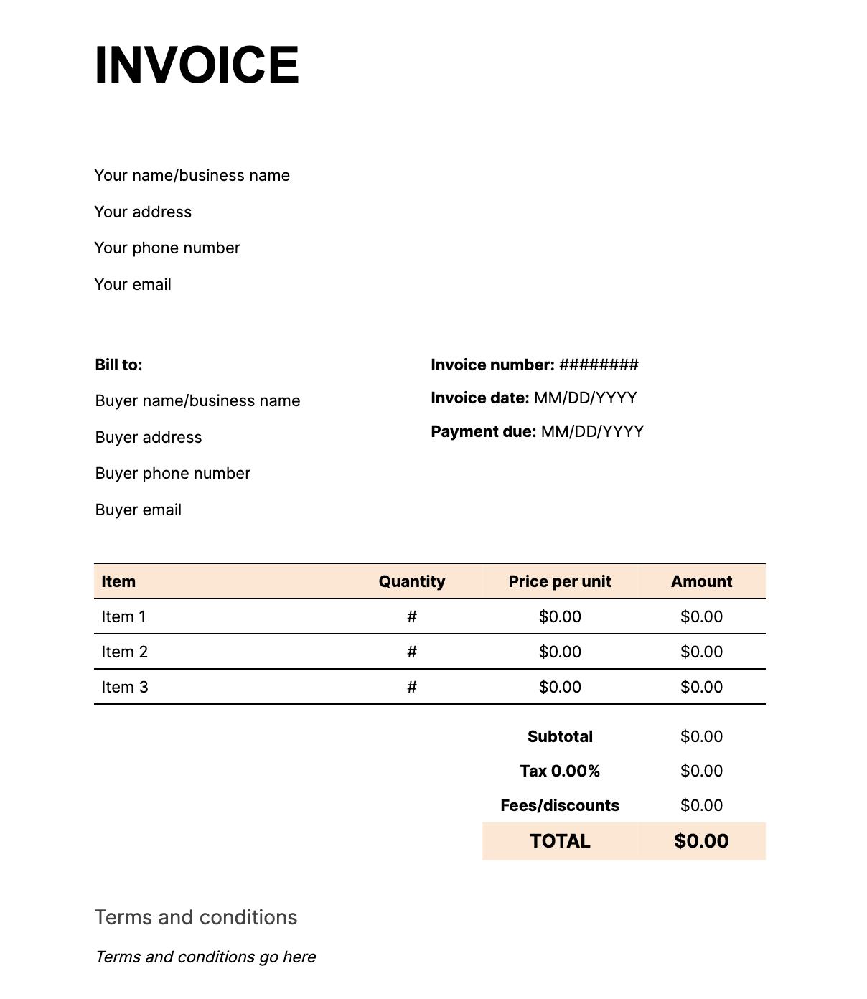 INVOICE
Your name/business name
Your address
Your phone number
Your email
Bill to:
Buyer name/business name
Buyer address
Buyer phone number
Buyer email
Invoice number: ########
Invoice date: MM/DD/YYYY
Payment due: MM/DD/YYYY
Item Quantity Price per unit Amount
Item 1 # $0.00 $0.00
Item 2 # $0.00 $0.00
Item 3 # $0.00 $0.00
Subtotal $0.00
Tax 0.00% $0.00
Fees/discounts $0.00
TOTAL $0.00
Terms and conditions
Terms and conditions go here